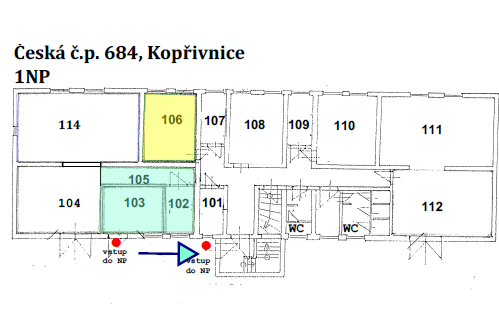 Česká č.p. 684, Kopřivnice
1NP
114
106
107
108
109
110
111
105
104
103
102
101
112
WC
WC
vstup
do NP
vstup
do NP